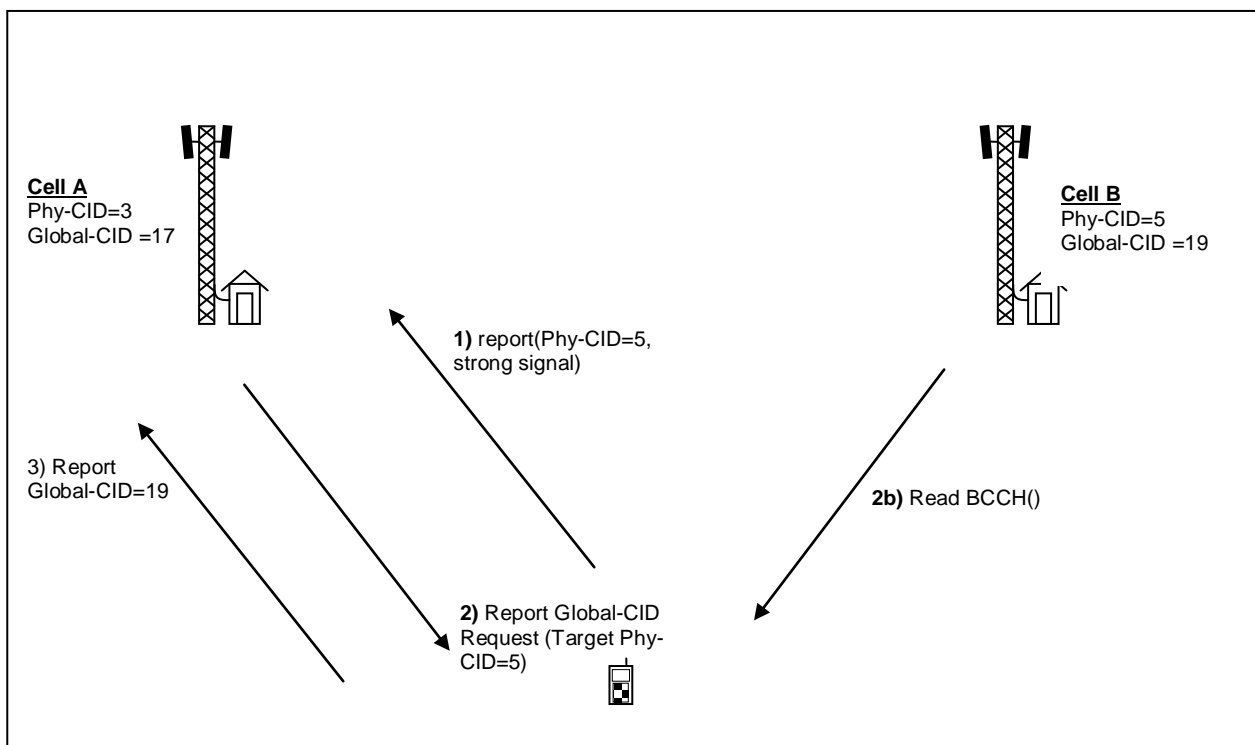 Cell A
Phy-CID=3
Global-CID =17
Cell B
Phy-CID=5
Global-CID =19
1) report(Phy-CID=5,
strong signal)
3) Report
Global-CID=19
2b) Read BCCH()
2) Report Global-CID
Request (Target Phy-
CID=5)